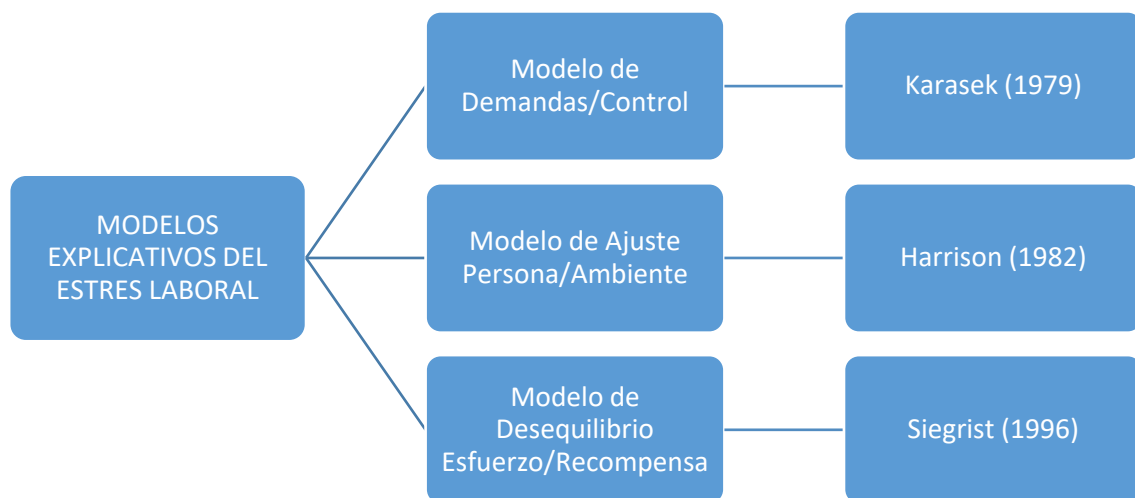 MODELOS
EXPLICATIVOS DEL
ESTRES LABORAL
Modelo de
Demandas/Control
Karasek (1979)
Modelo de Ajuste
Persona/Ambiente
Harrison (1982)
Modelo de
Desequilibrio
Esfuerzo/Recompensa
Siegrist (1996)